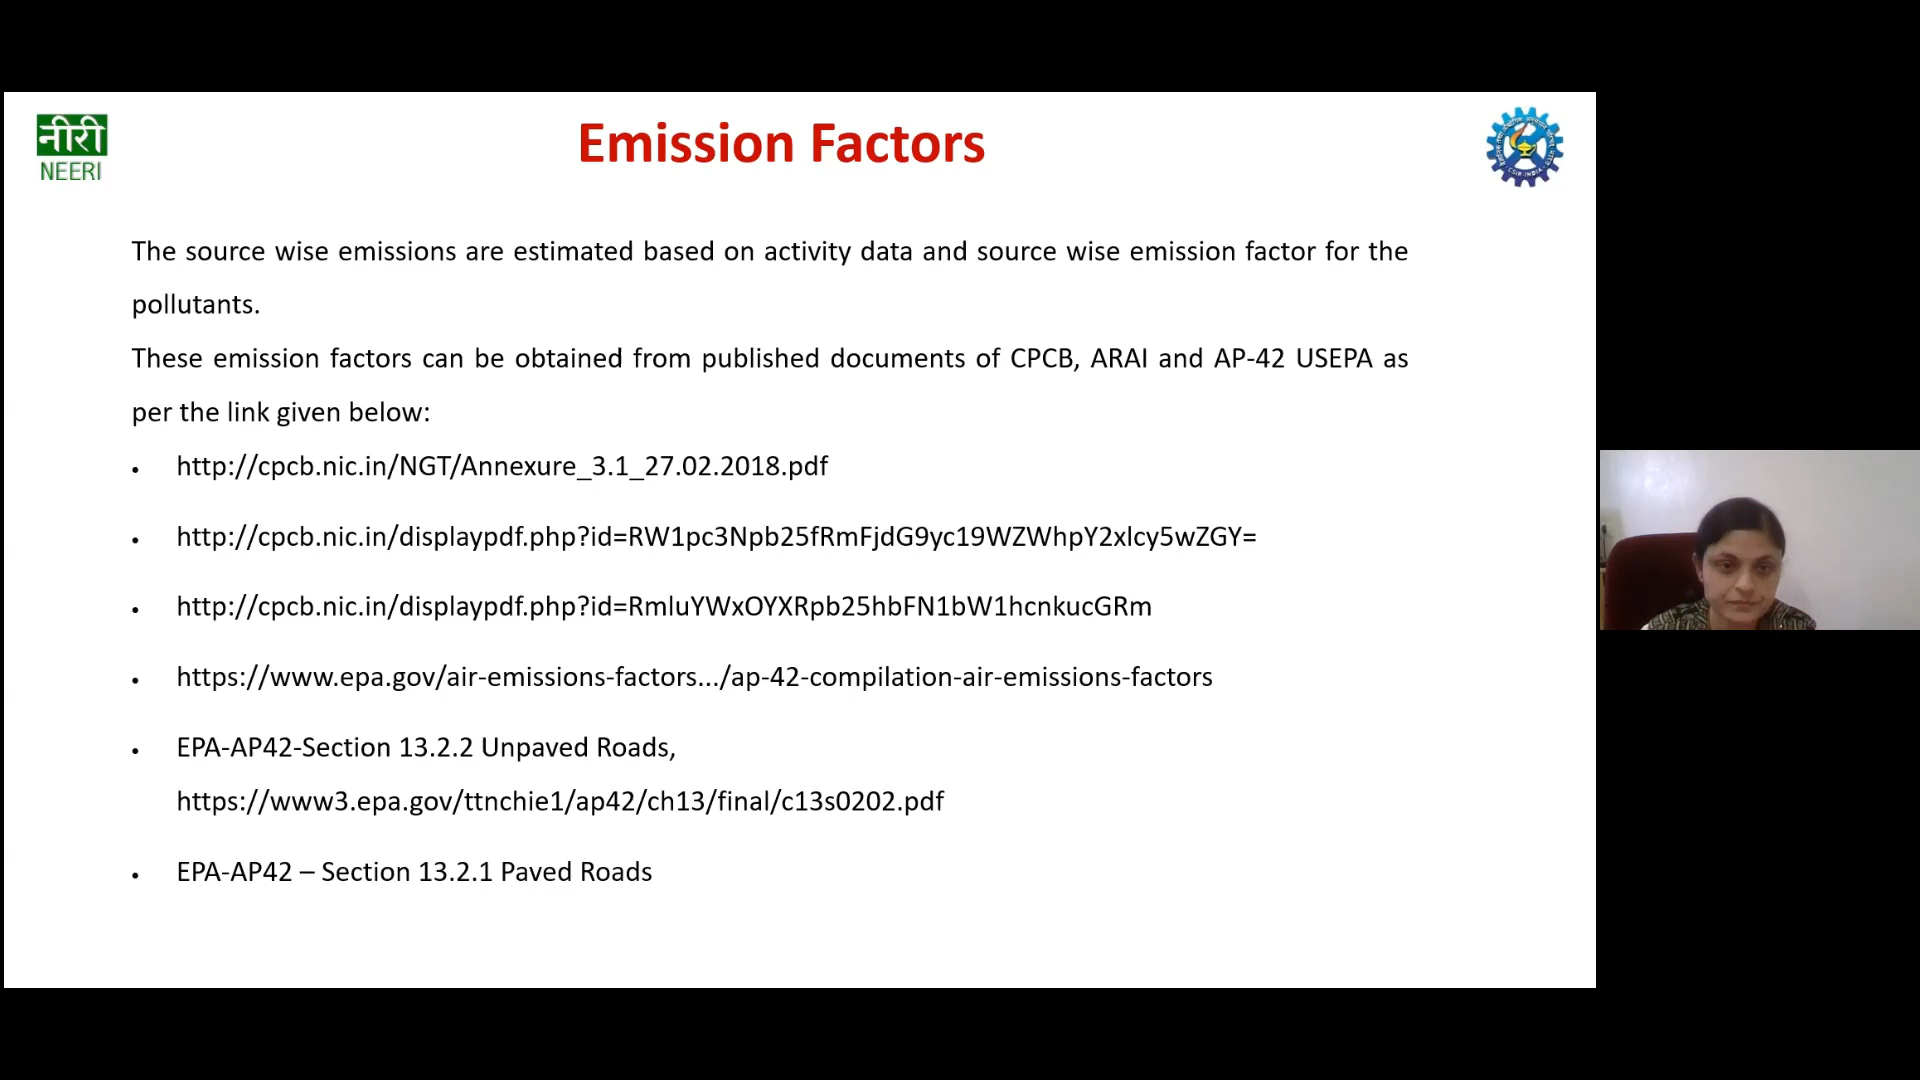 नीरी
NEERI
Emission Factors
The source wise emissions are estimated based on activity data and source wise emission factor for the
pollutants.
These emission factors can be obtained from published documents of CPCB, ARAI and AP-42 USEPA as
per the link given below:
• http://cpcb.nic.in/NGT/Annexure_3.1_27.02.2018.pdf
• http://cpcb.nic.in/displaypdf.php?id=RW1pc3Npb25fRmFjdG9yc19WZWhpY2xlcy5wZGY=
• http://cpcb.nic.in/displaypdf.php?id=RmluYWxOYXRpb25hbFN1bW1hcnkucGRm
• https://www.epa.gov/air-emissions-factors.../ap-42-compilation-air-emissions-factors
• EPA-AP42-Section 13.2.2 Unpaved Roads,
https://www3.epa.gov/ttnchie1/ap42/ch13/final/c13s0202.pdf
• EPA-AP42 – Section 13.2.1 Paved Roads
CSIR-INDIA